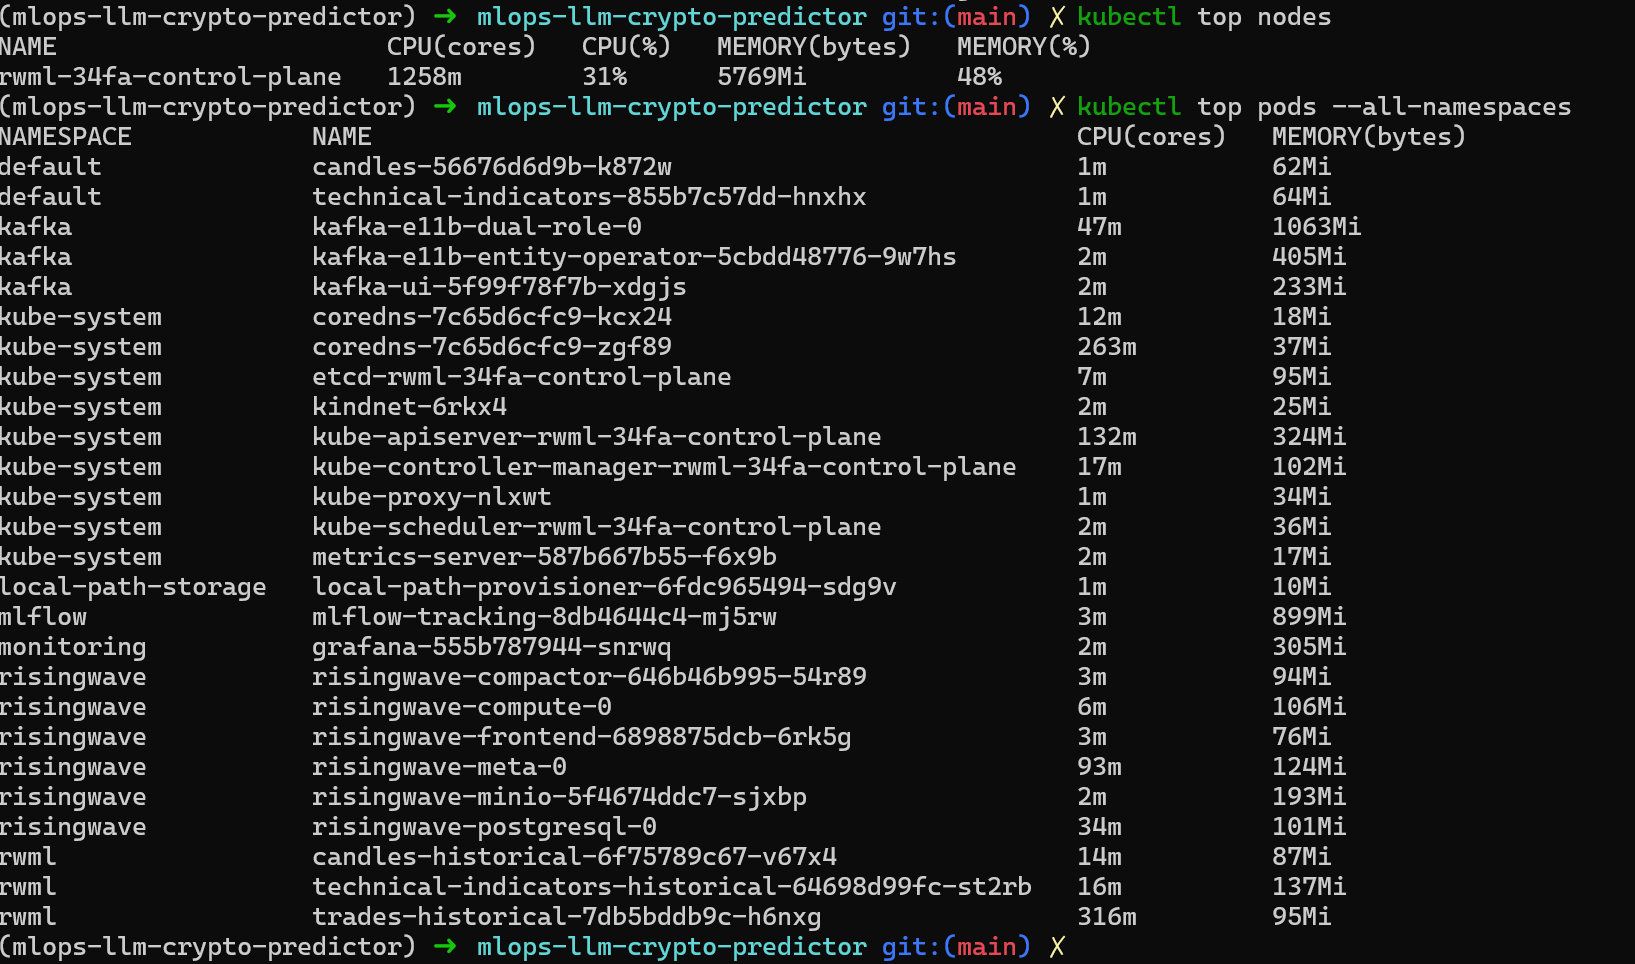 (mlops-llm-crypto-predictor) → mlops-llm-crypto-predictor git:(main) ✗ kubectl top nodes
NAME CPU(cores) CPU(%) MEMORY(bytes) MEMORY(%)
rwml-34fa-control-plane 1258m 31% 5769Mi 48%
(mlops-llm-crypto-predictor) → mlops-llm-crypto-predictor git:(main) ✗ kubectl top pods --all-namespaces
NAMESPACE NAME CPU(cores) MEMORY(bytes)
default candles-56676d6d9b-k872w 1m 62Mi
default technical-indicators-855b7c57dd-hnxhx 1m 64Mi
kafka kafka-e11b-dual-role-0 47m 1063Mi
kafka kafka-e11b-entity-operator-5cbdd48776-9w7hs 2m 405Mi
kafka kafka-ui-5f99f78f7b-xdgjs 2m 233Mi
kube-system coredns-7c65d6cfc9-kcx24 12m 18Mi
kube-system coredns-7c65d6cfc9-zgf89 263m 37Mi
kube-system etcd-rwml-34fa-control-plane 7m 95Mi
kube-system kindnet-6rkx4 2m 25Mi
kube-system kube-apiserver-rwml-34fa-control-plane 132m 324Mi
kube-system kube-controller-manager-rwml-34fa-control-plane 17m 102Mi
kube-system kube-proxy-nlxwt 1m 34Mi
kube-system kube-scheduler-rwml-34fa-control-plane 2m 36Mi
kube-system metrics-server-587b667b55-f6x9b 2m 17Mi
local-path-storage local-path-provisioner-6fdc965494-sdg9v 1m 10Mi
mlflow mlflow-tracking-8db4644c4-mj5rw 3m 899Mi
monitoring grafana-555b787944-snrwq 2m 305Mi
risingwave risingwave-compactor-646b46b995-54r89 3m 94Mi
risingwave risingwave-compute-0 6m 106Mi
risingwave risingwave-frontend-6898875dcb-6rk5g 3m 76Mi
risingwave risingwave-meta-0 93m 124Mi
risingwave risingwave-minio-5f4674ddc7-sjxbp 2m 193Mi
risingwave risingwave-postgresql-0 34m 101Mi
rwml candles-historical-6f75789c67-v67x4 14m 87Mi
rwml technical-indicators-historical-64698d99fc-st2rb 16m 137Mi
rwml trades-historical-7db5bddb9c-h6nxg 316m 95Mi
(mlops-llm-crypto-predictor) → mlops-llm-crypto-predictor git:(main) ✗